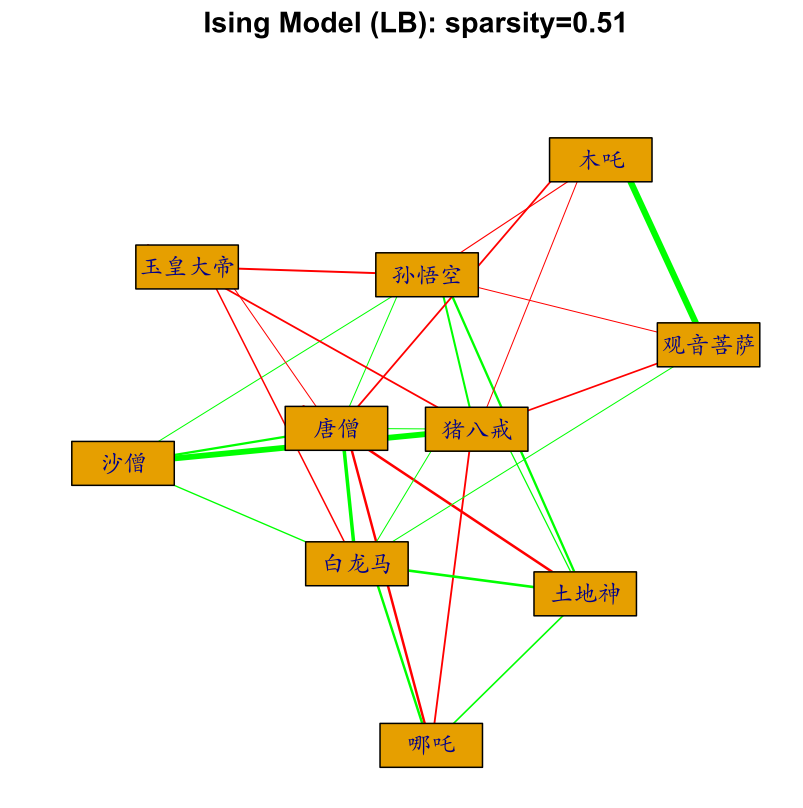 Ising Model (LB): sparsity=0.51
木吒
玉皇大帝
孙悟空
观音菩萨
唐僧
猪八戒
沙僧
白龙马
土地神
哪吒